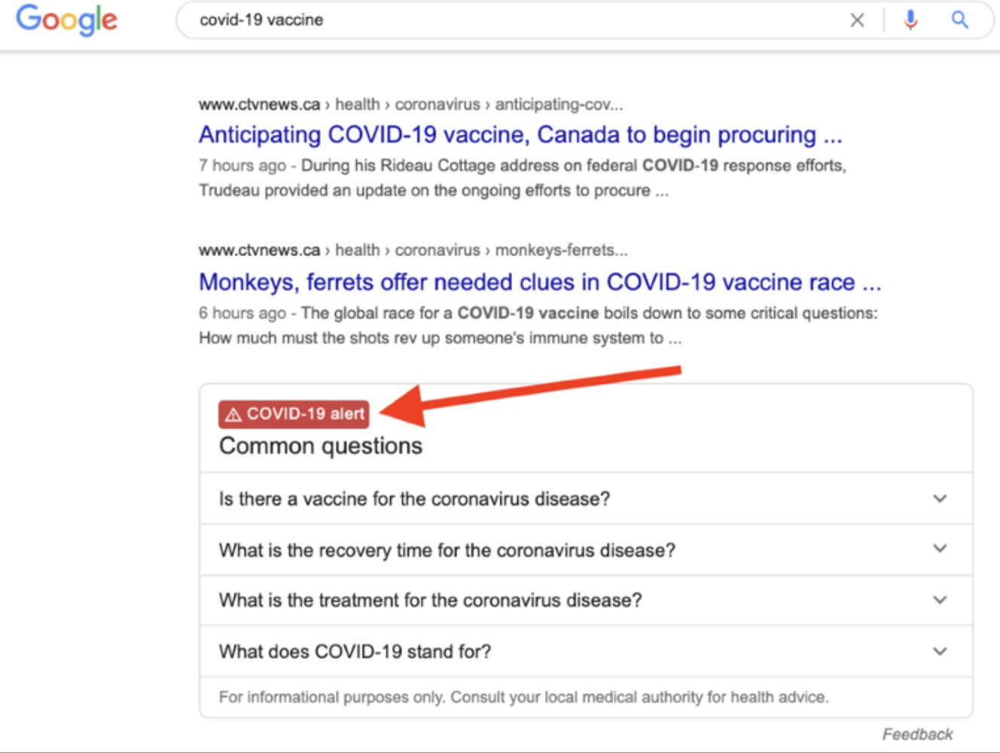 Google
covid-19 vaccine
www.ctvnews.ca › health › coronavirus › anticipating-cov...
Anticipating COVID-19 vaccine, Canada to begin procuring ...
7 hours ago - During his Rideau Cottage address on federal COVID-19 response efforts,
Trudeau provided an update on the ongoing efforts to procure ...
www.ctvnews.ca › health › coronavirus › monkeys-ferrets...
Monkeys, ferrets offer needed clues in COVID-19 vaccine race ...
6 hours ago - The global race for a COVID-19 vaccine boils down to some critical questions:
How much must the shots rev up someone's immune system to ...
COVID-19 alert
Common questions
Is there a vaccine for the coronavirus disease?
What is the recovery time for the coronavirus disease?
What is the treatment for the coronavirus disease?
What does COVID-19 stand for?
For informational purposes only. Consult your local medical authority for health advice.
Feedback